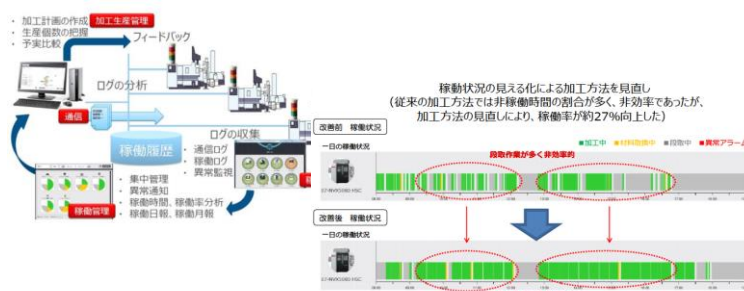 ・ 加工計画の作成
・ 生産個数の把握
・ 予実比較
加工生産管理
フィードバック
ログの分析
通信
ログの収集
稼働履歴
・ 通信ログ
・ 稼働ログ
・ 異常監視
・ 集中管理
・ 異常通知
・ 稼働時間、稼働率分析
・ 稼働日報、稼働月報
稼働管理
稼動状況の見える化による加工方法を見直し
(従来の加工方法では非稼働時間の割合が多く、非効率であったが、
加工方法の見直しにより、稼働率が約27%向上した)
改善前 稼働状況
■加工中 ■材料取換中 ■段取中 ■異常アラーム
一日の稼働状況
段取作業が多く非効率的
改善後 稼働状況
一日の稼働状況